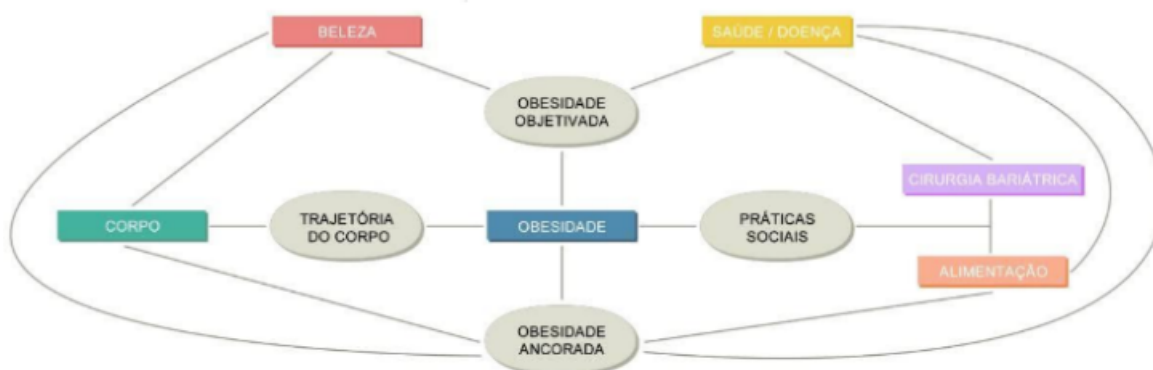 BELEZA
SAÚDE / DOENÇA
OBESIDADE
OBJETIVADA
CIRURGIA BARIÁTRICA
CORPO
TRAJETÓRIA
DO CORPO
OBESIDADE
PRÁTICAS
SOCIAIS
ALIMENTAÇÃO
OBESIDADE
ANCORADA